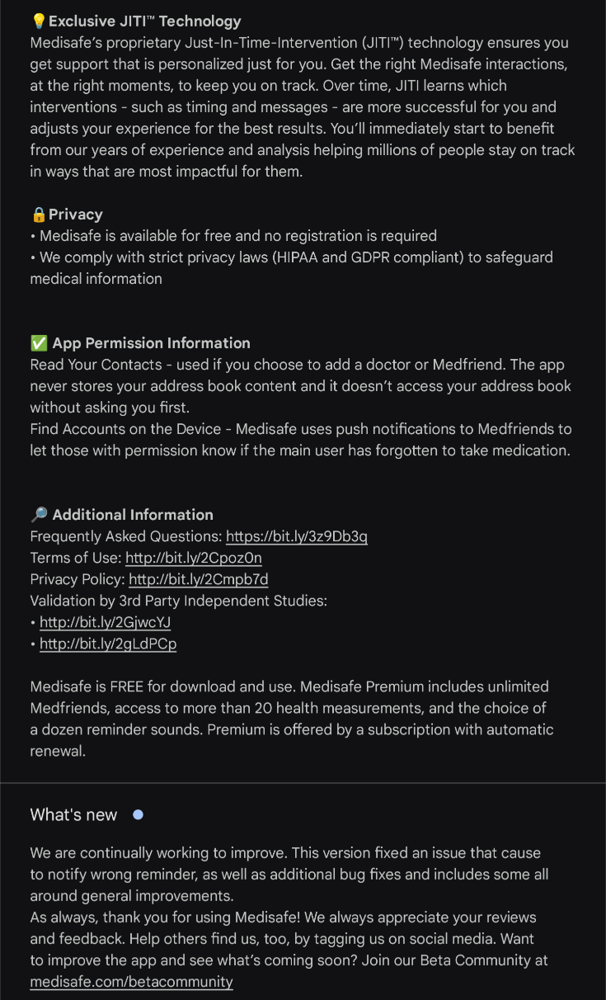 💡Exclusive JITI™ Technology
Medisafe’s proprietary Just-In-Time-Intervention (JITI™) technology ensures you
get support that is personalized just for you. Get the right Medisafe interactions,
at the right moments, to keep you on track. Over time, JITI learns which
interventions - such as timing and messages - are more successful for you and
adjusts your experience for the best results. You’ll immediately start to benefit
from our years of experience and analysis helping millions of people stay on track
in ways that are most impactful for them.
🔒Privacy
• Medisafe is available for free and no registration is required
• We comply with strict privacy laws (HIPAA and GDPR compliant) to safeguard
medical information
✅ App Permission Information
Read Your Contacts - used if you choose to add a doctor or Medfriend. The app
never stores your address book content and it doesn’t access your address book
without asking you first.
Find Accounts on the Device - Medisafe uses push notifications to Medfriends to
let those with permission know if the main user has forgotten to take medication.
🔎 Additional Information
Frequently Asked Questions: https://bit.ly/3z9Db3q
Terms of Use: http://bit.ly/2Cpoz0n
Privacy Policy: http://bit.ly/2Cmpb7d
Validation by 3rd Party Independent Studies:
• http://bit.ly/2GjwcYJ
• http://bit.ly/2gLdPCp
Medisafe is FREE for download and use. Medisafe Premium includes unlimited
Medfriends, access to more than 20 health measurements, and the choice of
a dozen reminder sounds. Premium is offered by a subscription with automatic
renewal.
What's new
We are continually working to improve. This version fixed an issue that cause
to notify wrong reminder, as well as additional bug fixes and includes some all
around general improvements.
As always, thank you for using Medisafe! We always appreciate your reviews
and feedback. Help others find us, too, by tagging us on social media. Want
to improve the app and see what’s coming soon? Join our Beta Community at
medisafe.com/betacommunity